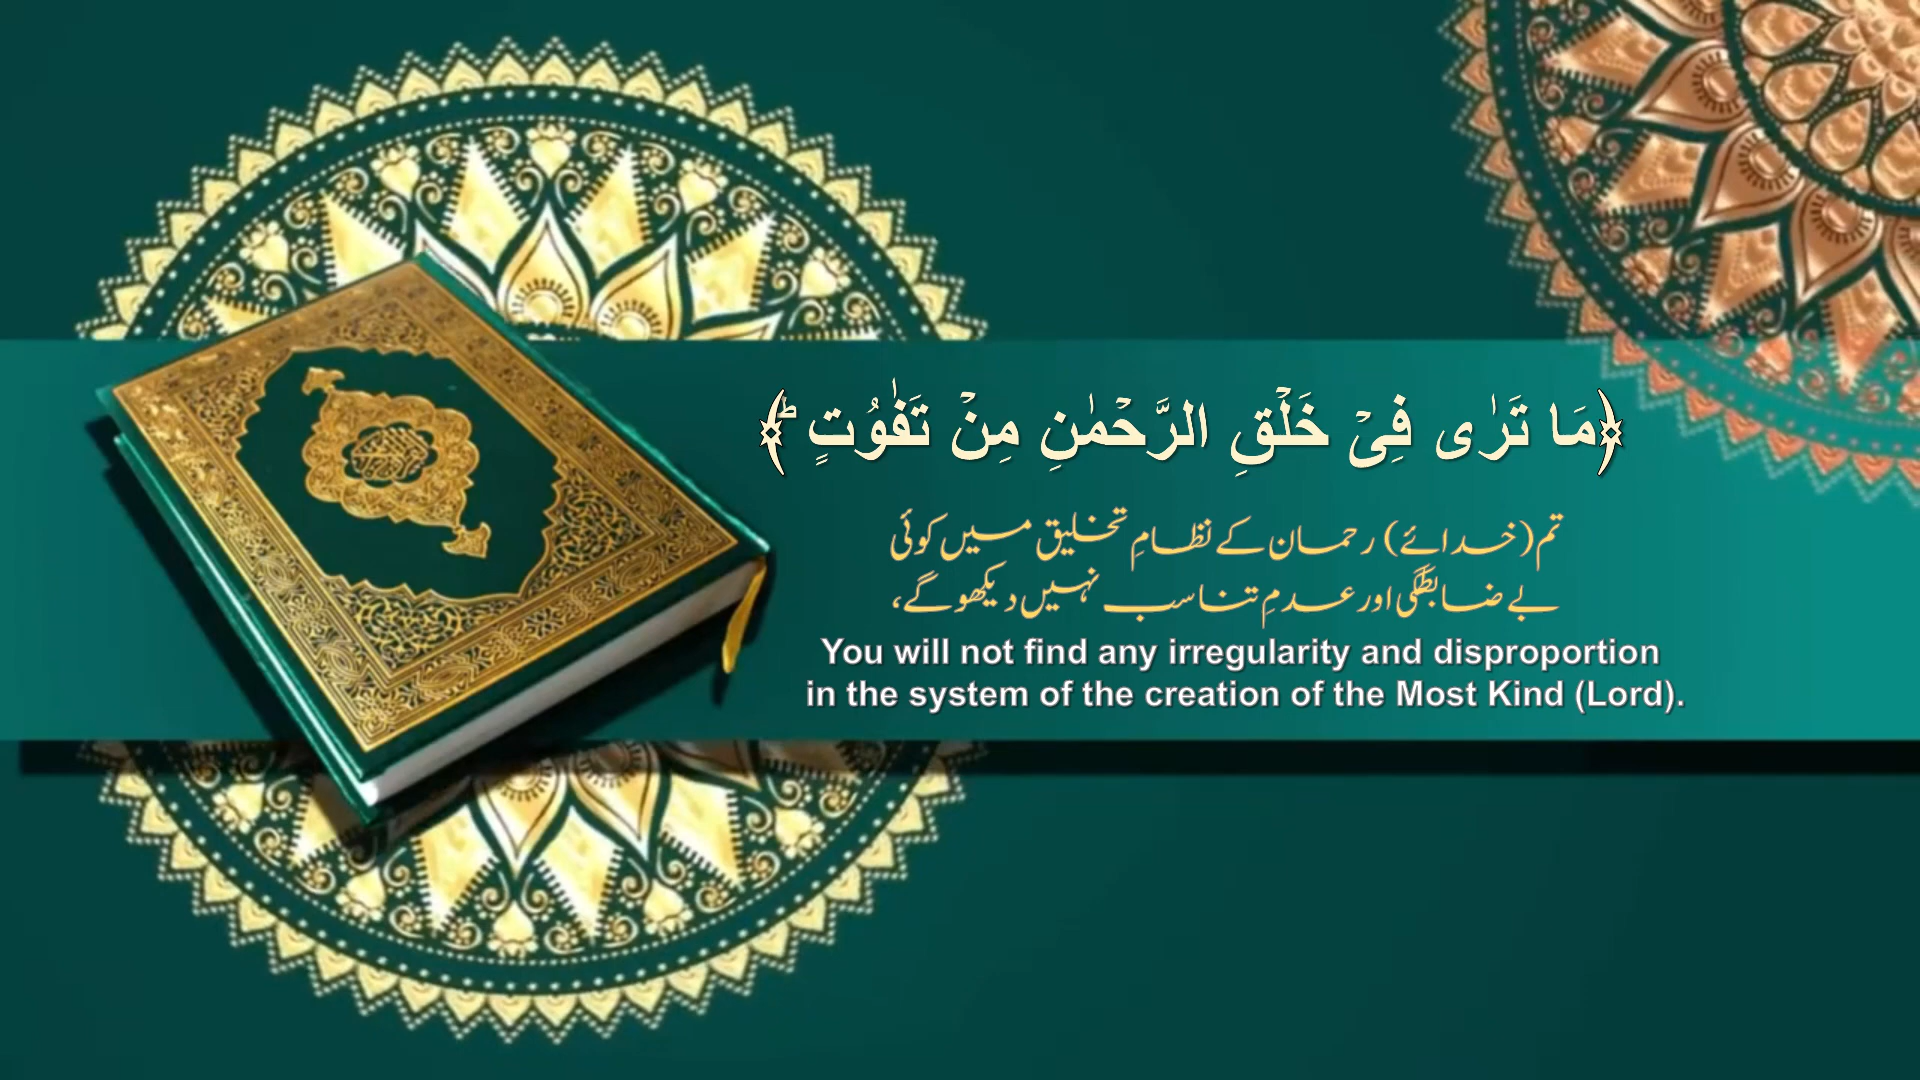 ﴿مَا تَرٰی فِیۡ خَلۡقِ الرَّحۡمٰنِ مِنۡ تَفٰوُتٍ ؕ﴾
تم (خدائے) رحمان کے نظامِ تخلیق میں کوئی
بے ضابطگی اور عدمِ تناسب نہیں دیکھو گے،
You will not find any irregularity and disproportion
in the system of the creation of the Most Kind (Lord).